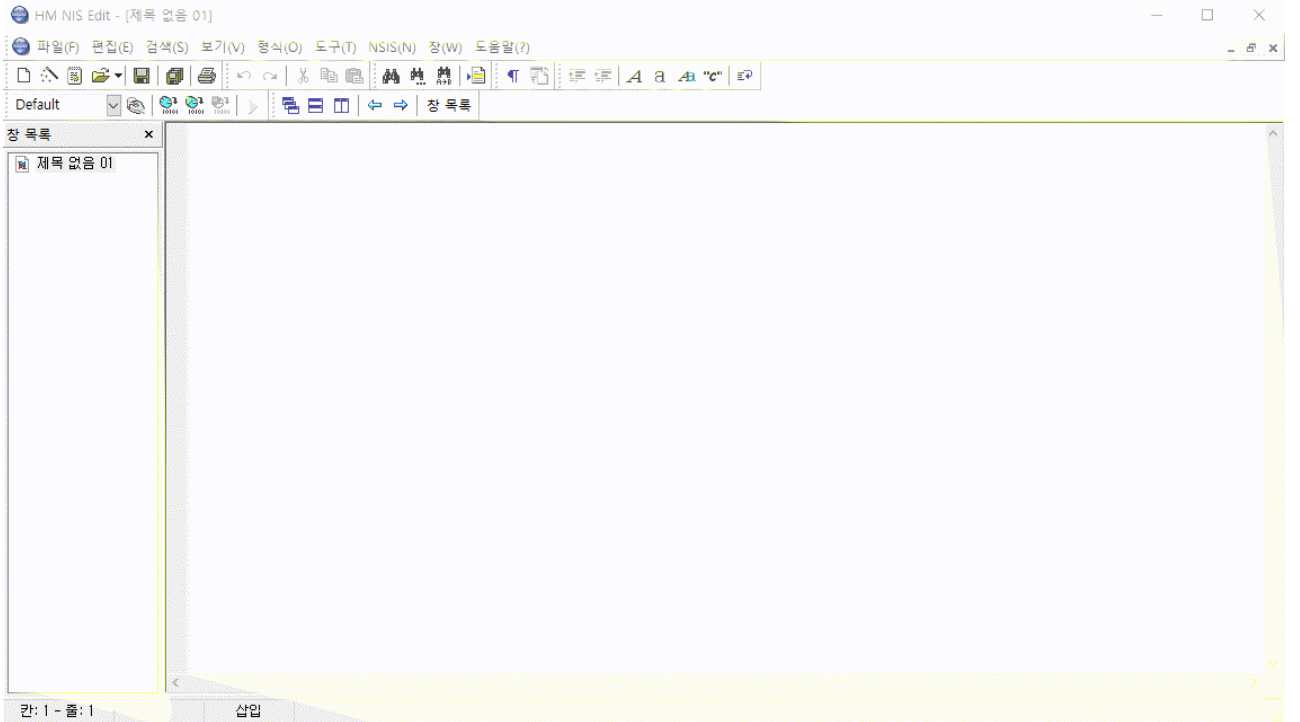 HM NIS Edit - [제목 없음 01]
파일(F) 편집(E) 검색(S) 보기(V) 형식(O) 도구(T) NSIS(N) 창(W) 도움말(?)
Default 창 목록
창 목록
제목 없음 01
칸: 1 - 줄: 1 삽입